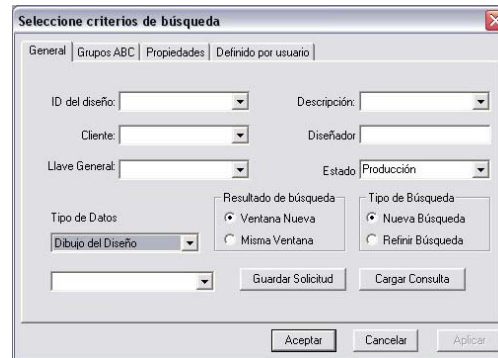 Seleccione criterios de búsqueda
General Grupos ABC Propiedades Definido por usuario
ID del diseño: Descripción:
Cliente: Diseñador
Llave General: Estado Producción
Resultado de búsqueda Tipo de Búsqueda
Tipo de Datos Ventana Nueva Nueva Búsqueda
Dibujo del Diseño Misma Ventana Refinir Búsqueda
Guardar Solicitud Cargar Consulta
Aceptar Cancelar Aplicar